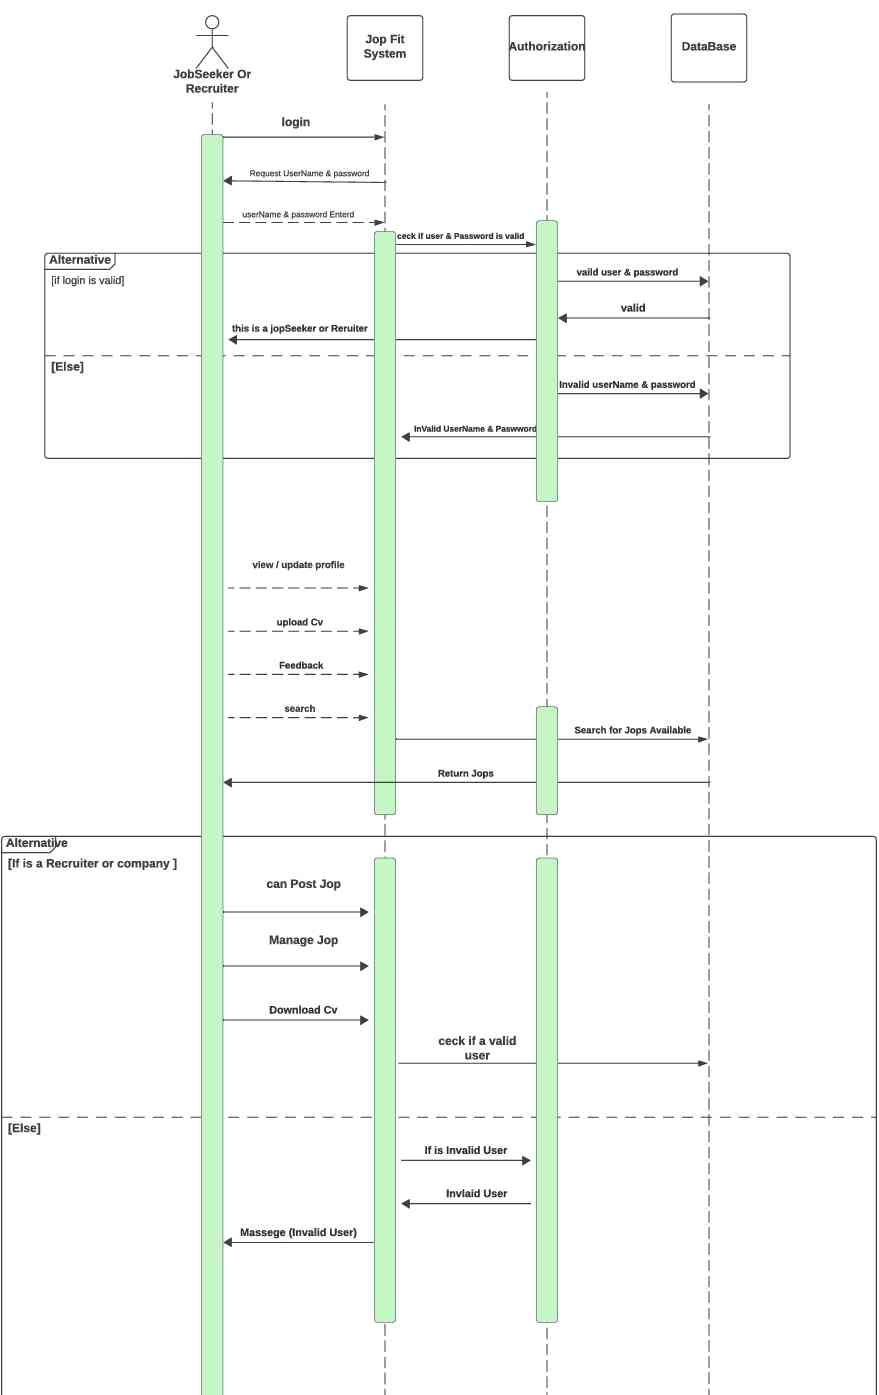 JobSeeker Or
Recruiter
Jop Fit
System
Authorization
DataBase
login
Request UserName & password
userName & password Enterd
ceck if user & Password is valid
Alternative
[if login is valid]
vaild user & password
valid
this is a jopSeeker or Reruiter
[Else]
Invalid userName & password
InValid UserName & Paswword
view / update profile
upload Cv
Feedback
search
Search for Jops Available
Return Jops
Alternative
[If is a Recruiter or company ]
can Post Jop
Manage Jop
Download Cv
ceck if a valid
user
[Else]
If is Invalid User
Invlaid User
Massege (Invalid User)